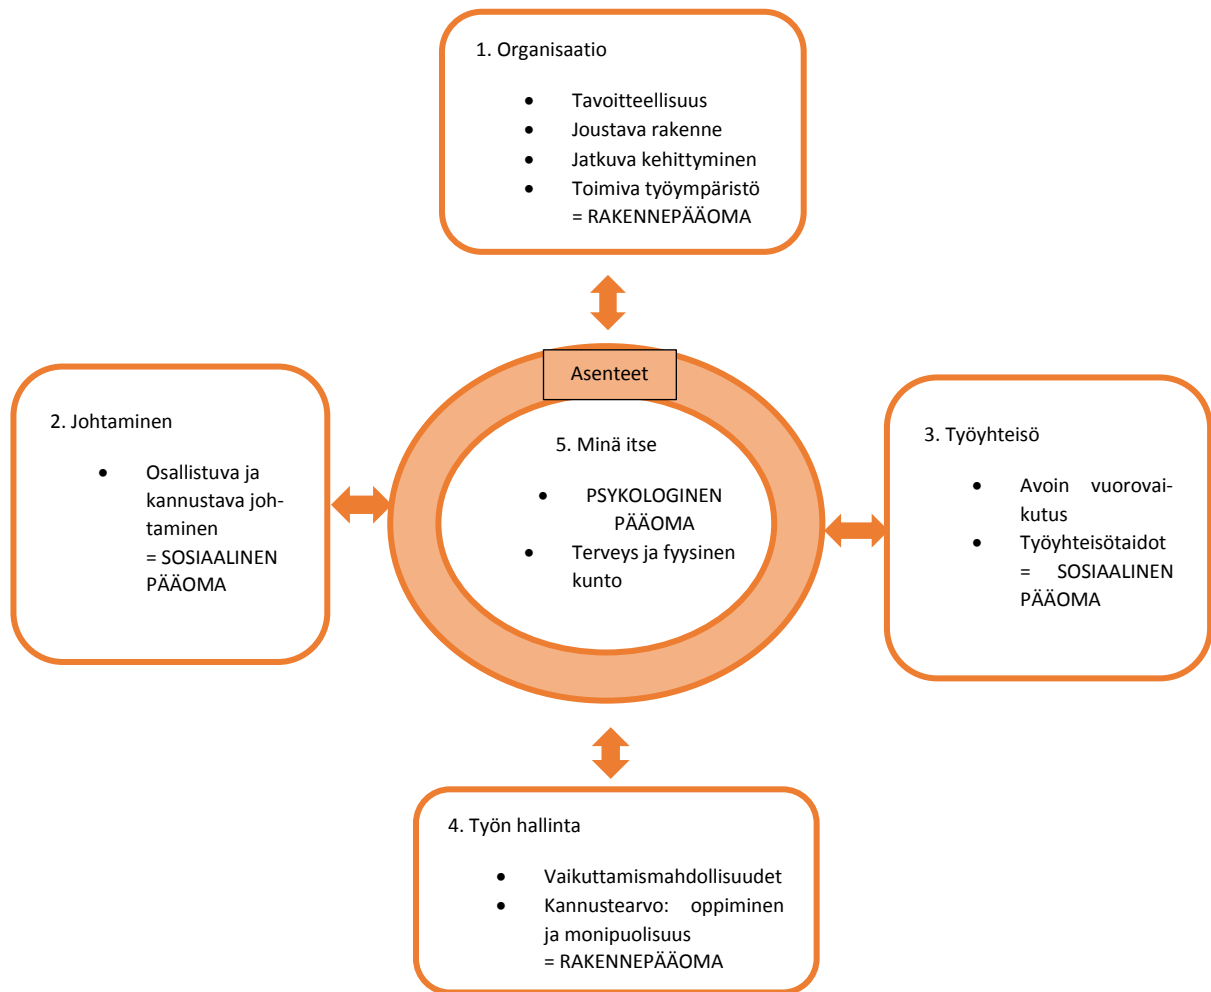 1. Organisaatio
• Tavoitteellisuus
• Joustava rakenne
• Jatkuva kehittyminen
• Toimiva työympäristö
= RAKENNEPÄÄOMA
Asenteet
2. Johtaminen
• Osallistuva ja
kannustava joh-
taminen
= SOSIAALINEN
PÄÄOMA
5. Minä itse
• PSYKOLOGINEN
PÄÄOMA
• Terveys ja fyysinen
kunto
3. Työyhteisö
• Avoin vuorovai-
kutus
• Työyhteisötaidot
= SOSIAALINEN
PÄÄOMA
4. Työn hallinta
• Vaikuttamismahdollisuudet
• Kannustearvo: oppiminen
ja monipuolisuus
= RAKENNEPÄÄOMA